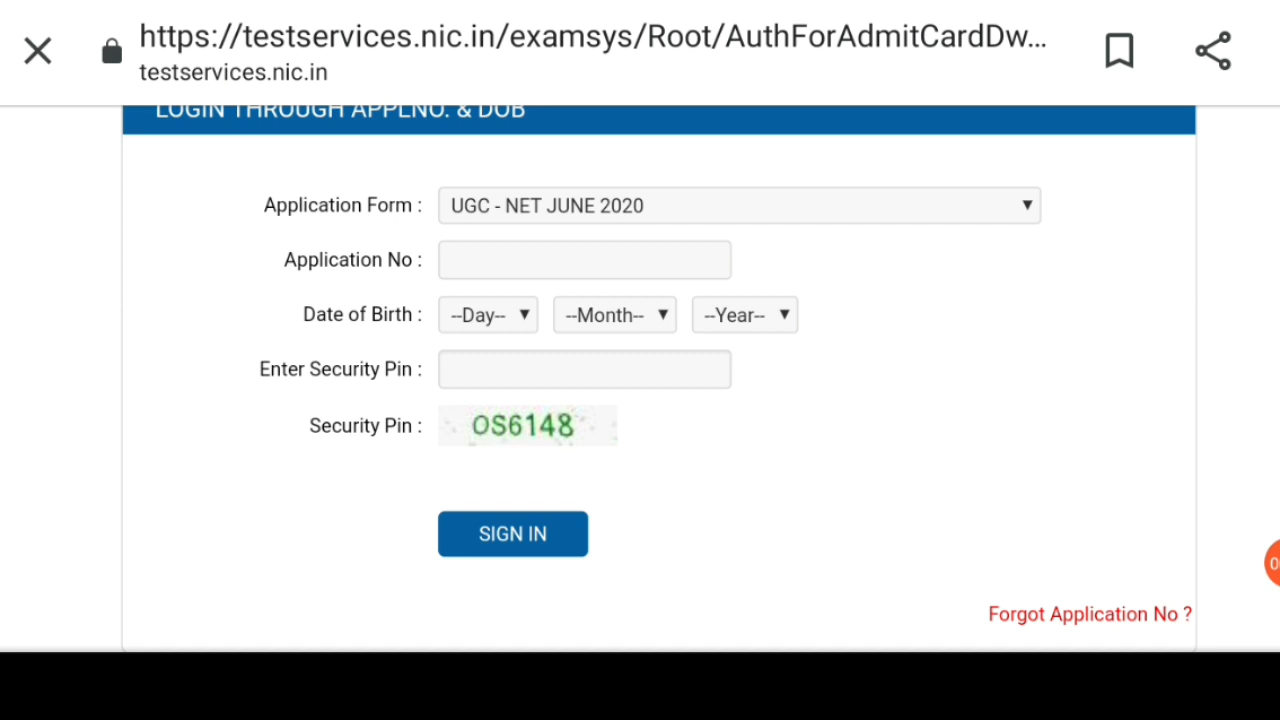 https://testservices.nic.in/examsys/Root/AuthForAdmitCardDw...
testservices.nic.in
LOGIN THROUGH APPLNO. & DOB
Application Form : UGC - NET JUNE 2020
Application No :
Date of Birth : --Day-- --Month-- --Year--
Enter Security Pin :
Security Pin : OS6148
SIGN IN
Forgot Application No ?